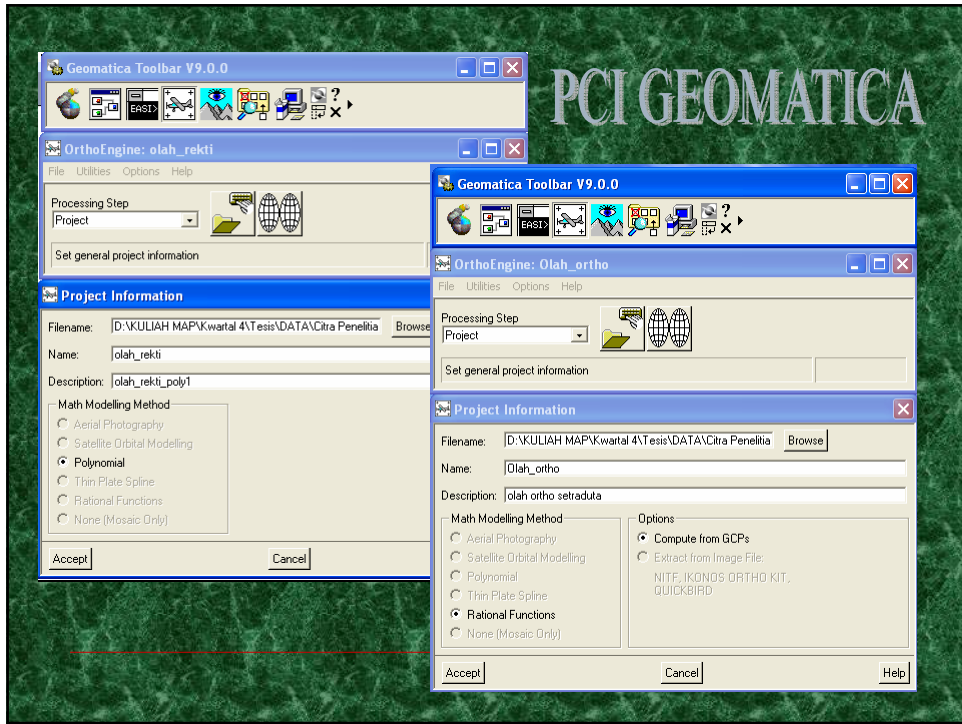 PCI GEOMATICA
Geomatica Toolbar V9.0.0
EASI>
OrthoEngine: olah_rekti
File Utilities Options Help
Processing Step
Project
Set general project information
Project Information
Filename: D:\KULIAH MAP\Kwartal 4\Tesis\DATA\Citra Penelitia Browse
Name: olah_rekti
Description: olah_rekti_poly1
Math Modelling Method
Aerial Photography
Satellite Orbital Modelling
Polynomial
Thin Plate Spline
Rational Functions
None (Mosaic Only)
Accept Cancel
Geomatica Toolbar V9.0.0
EASI>
OrthoEngine: Olah_ortho
File Utilities Options Help
Processing Step
Project
Set general project information
Project Information
Filename: D:\KULIAH MAP\Kwartal 4\Tesis\DATA\Citra Penelitia Browse
Name: Olah_ortho
Description: olah ortho setraduta
Math Modelling Method
Aerial Photography
Satellite Orbital Modelling
Polynomial
Thin Plate Spline
Rational Functions
None (Mosaic Only)
Options
Compute from GCPs
Extract from Image File:
NITF, IKONOS ORTHO KIT,
QUICKBIRD
Accept Cancel Help